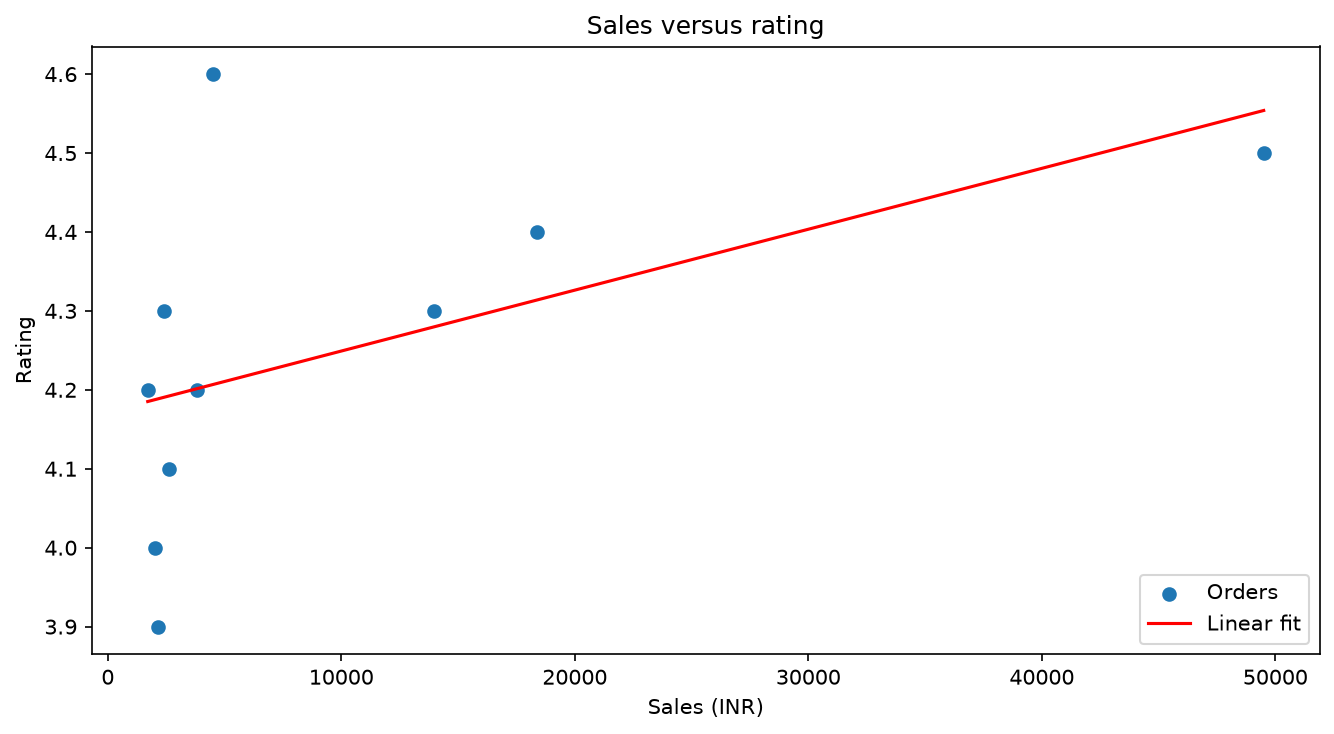 Sales versus rating
4.6
4.5
4.4
4.3
4.2
4.1
4.0
3.9
Rating
0 10000 20000 30000 40000 50000
Sales (INR)
Orders
Linear fit